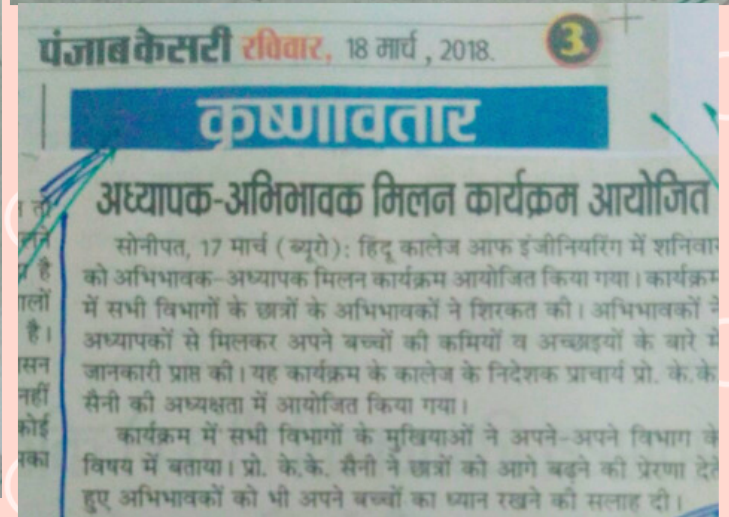 पंजाब केसरी रविवार, 18 मार्च , 2018. 3
कृष्णावतार
अध्यापक-अभिभावक मिलन कार्यक्रम आयोजित
सोनीपत, 17 मार्च ( ब्यूरो ) : हिंदू कालेज आफ इंजीनियरिंग में शनिवार
को अभिभावक-अध्यापक मिलन कार्यक्रम आयोजित किया गया। कार्यक्रम
में सभी विभागों के छात्रों के अभिभावकों ने शिरकत की। अभिभावकों ने
अध्यापकों से मिलकर अपने बच्चों की कमियों व अच्छाइयों के बारे में
जानकारी प्राप्त की। यह कार्यक्रम के कालेज के निदेशक प्राचार्य प्रो. के.के.
सैनी की अध्यक्षता में आयोजित किया गया।
कार्यक्रम में सभी विभागों के मुखियाओं ने अपने-अपने विभाग के
विषय में बताया। प्रो. के.के. सैनी ने छात्रों को आगे बढ़ने की प्रेरणा देते
हुए अभिभावकों को भी अपने बच्चों का ध्यान रखने की सलाह दी।